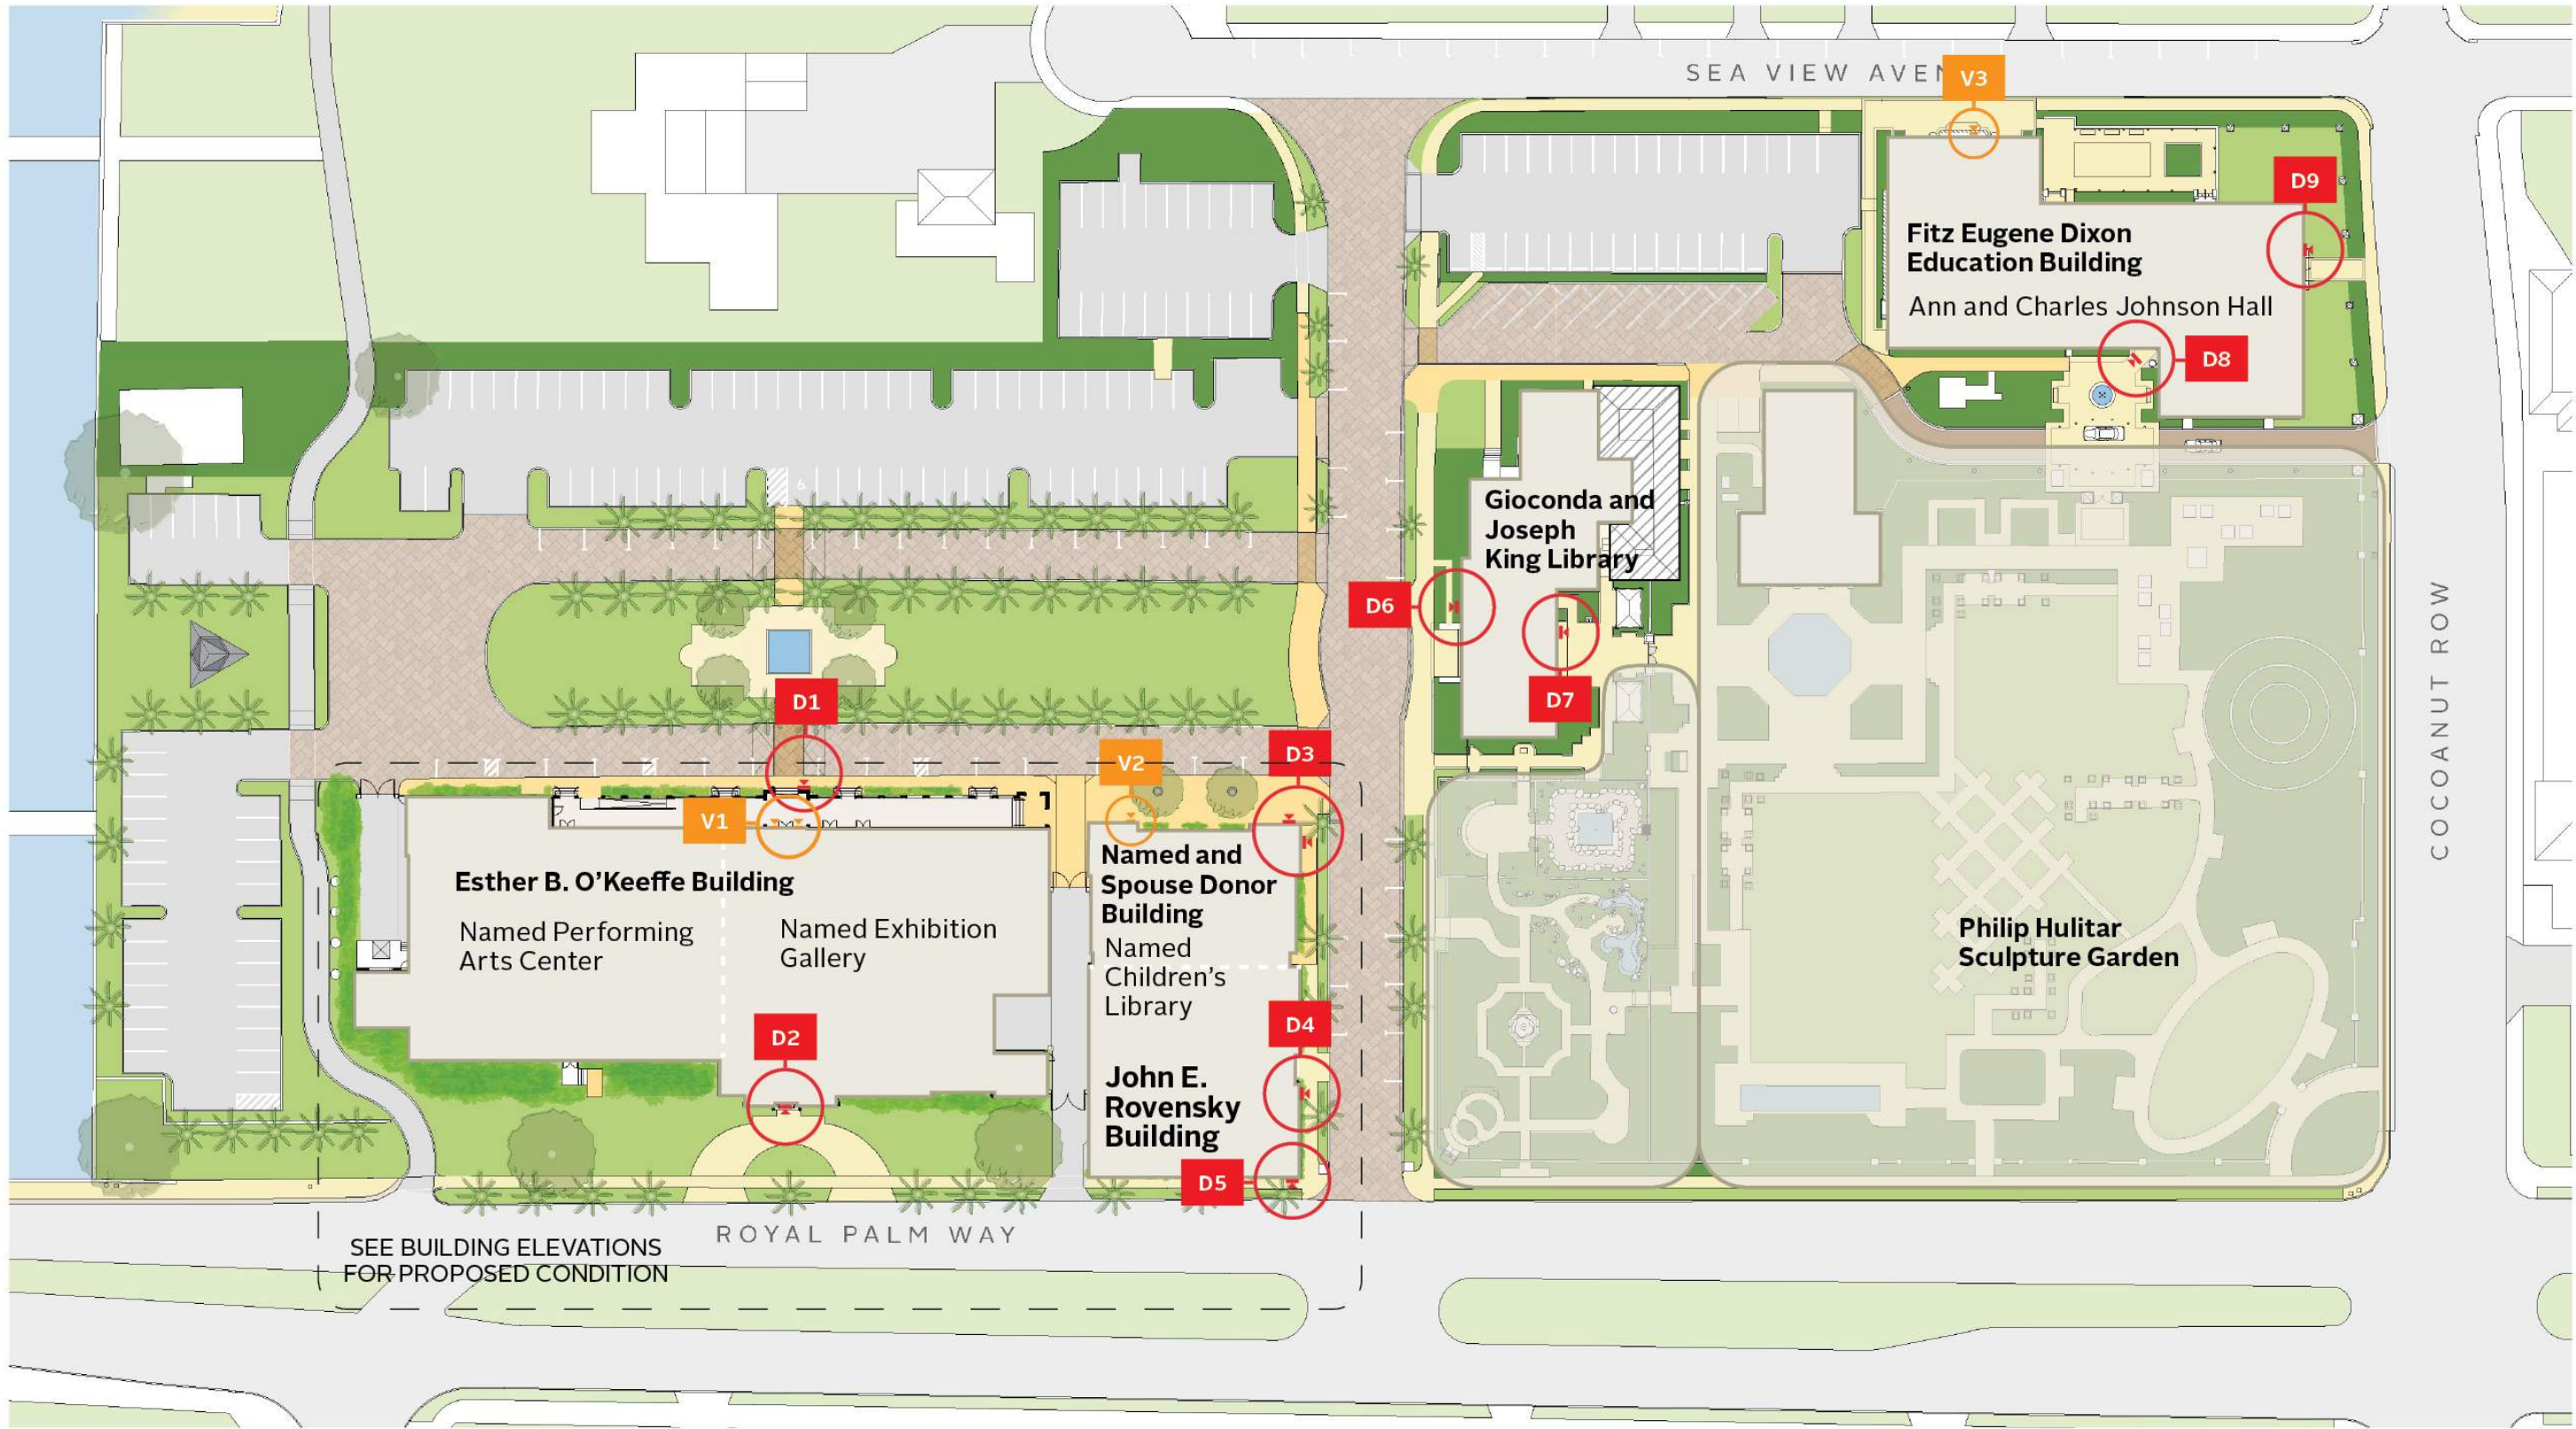 SEA VIEW AVEN
V3
D9
Fitz Eugene Dixon
Education Building
Ann and Charles Johnson Hall
D8
Gioconda and
Joseph
King Library
D6
D7
D1
V2
D3
V1
Esther B. O’Keeffe Building
Named Performing
Arts Center
Named Exhibition
Gallery
Named and
Spouse Donor
Building
Named
Children’s
Library
D2
D4
John E.
Rovensky
Building
D5
Philip Hulitar
Sculpture Garden
COCOANUT ROW
ROYAL PALM WAY
SEE BUILDING ELEVATIONS
FOR PROPOSED CONDITION